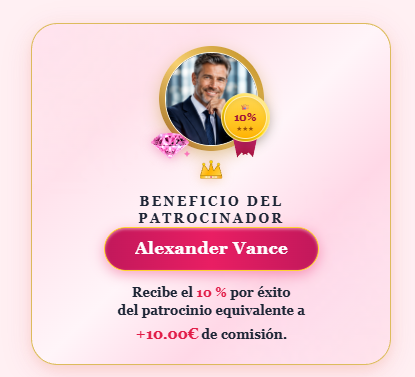 10%
BENEFICIO DEL
PATROCINADOR
Alexander Vance
Recibe el 10 % por éxito
del patrocinio equivalente a
+10.00€ de comisión.